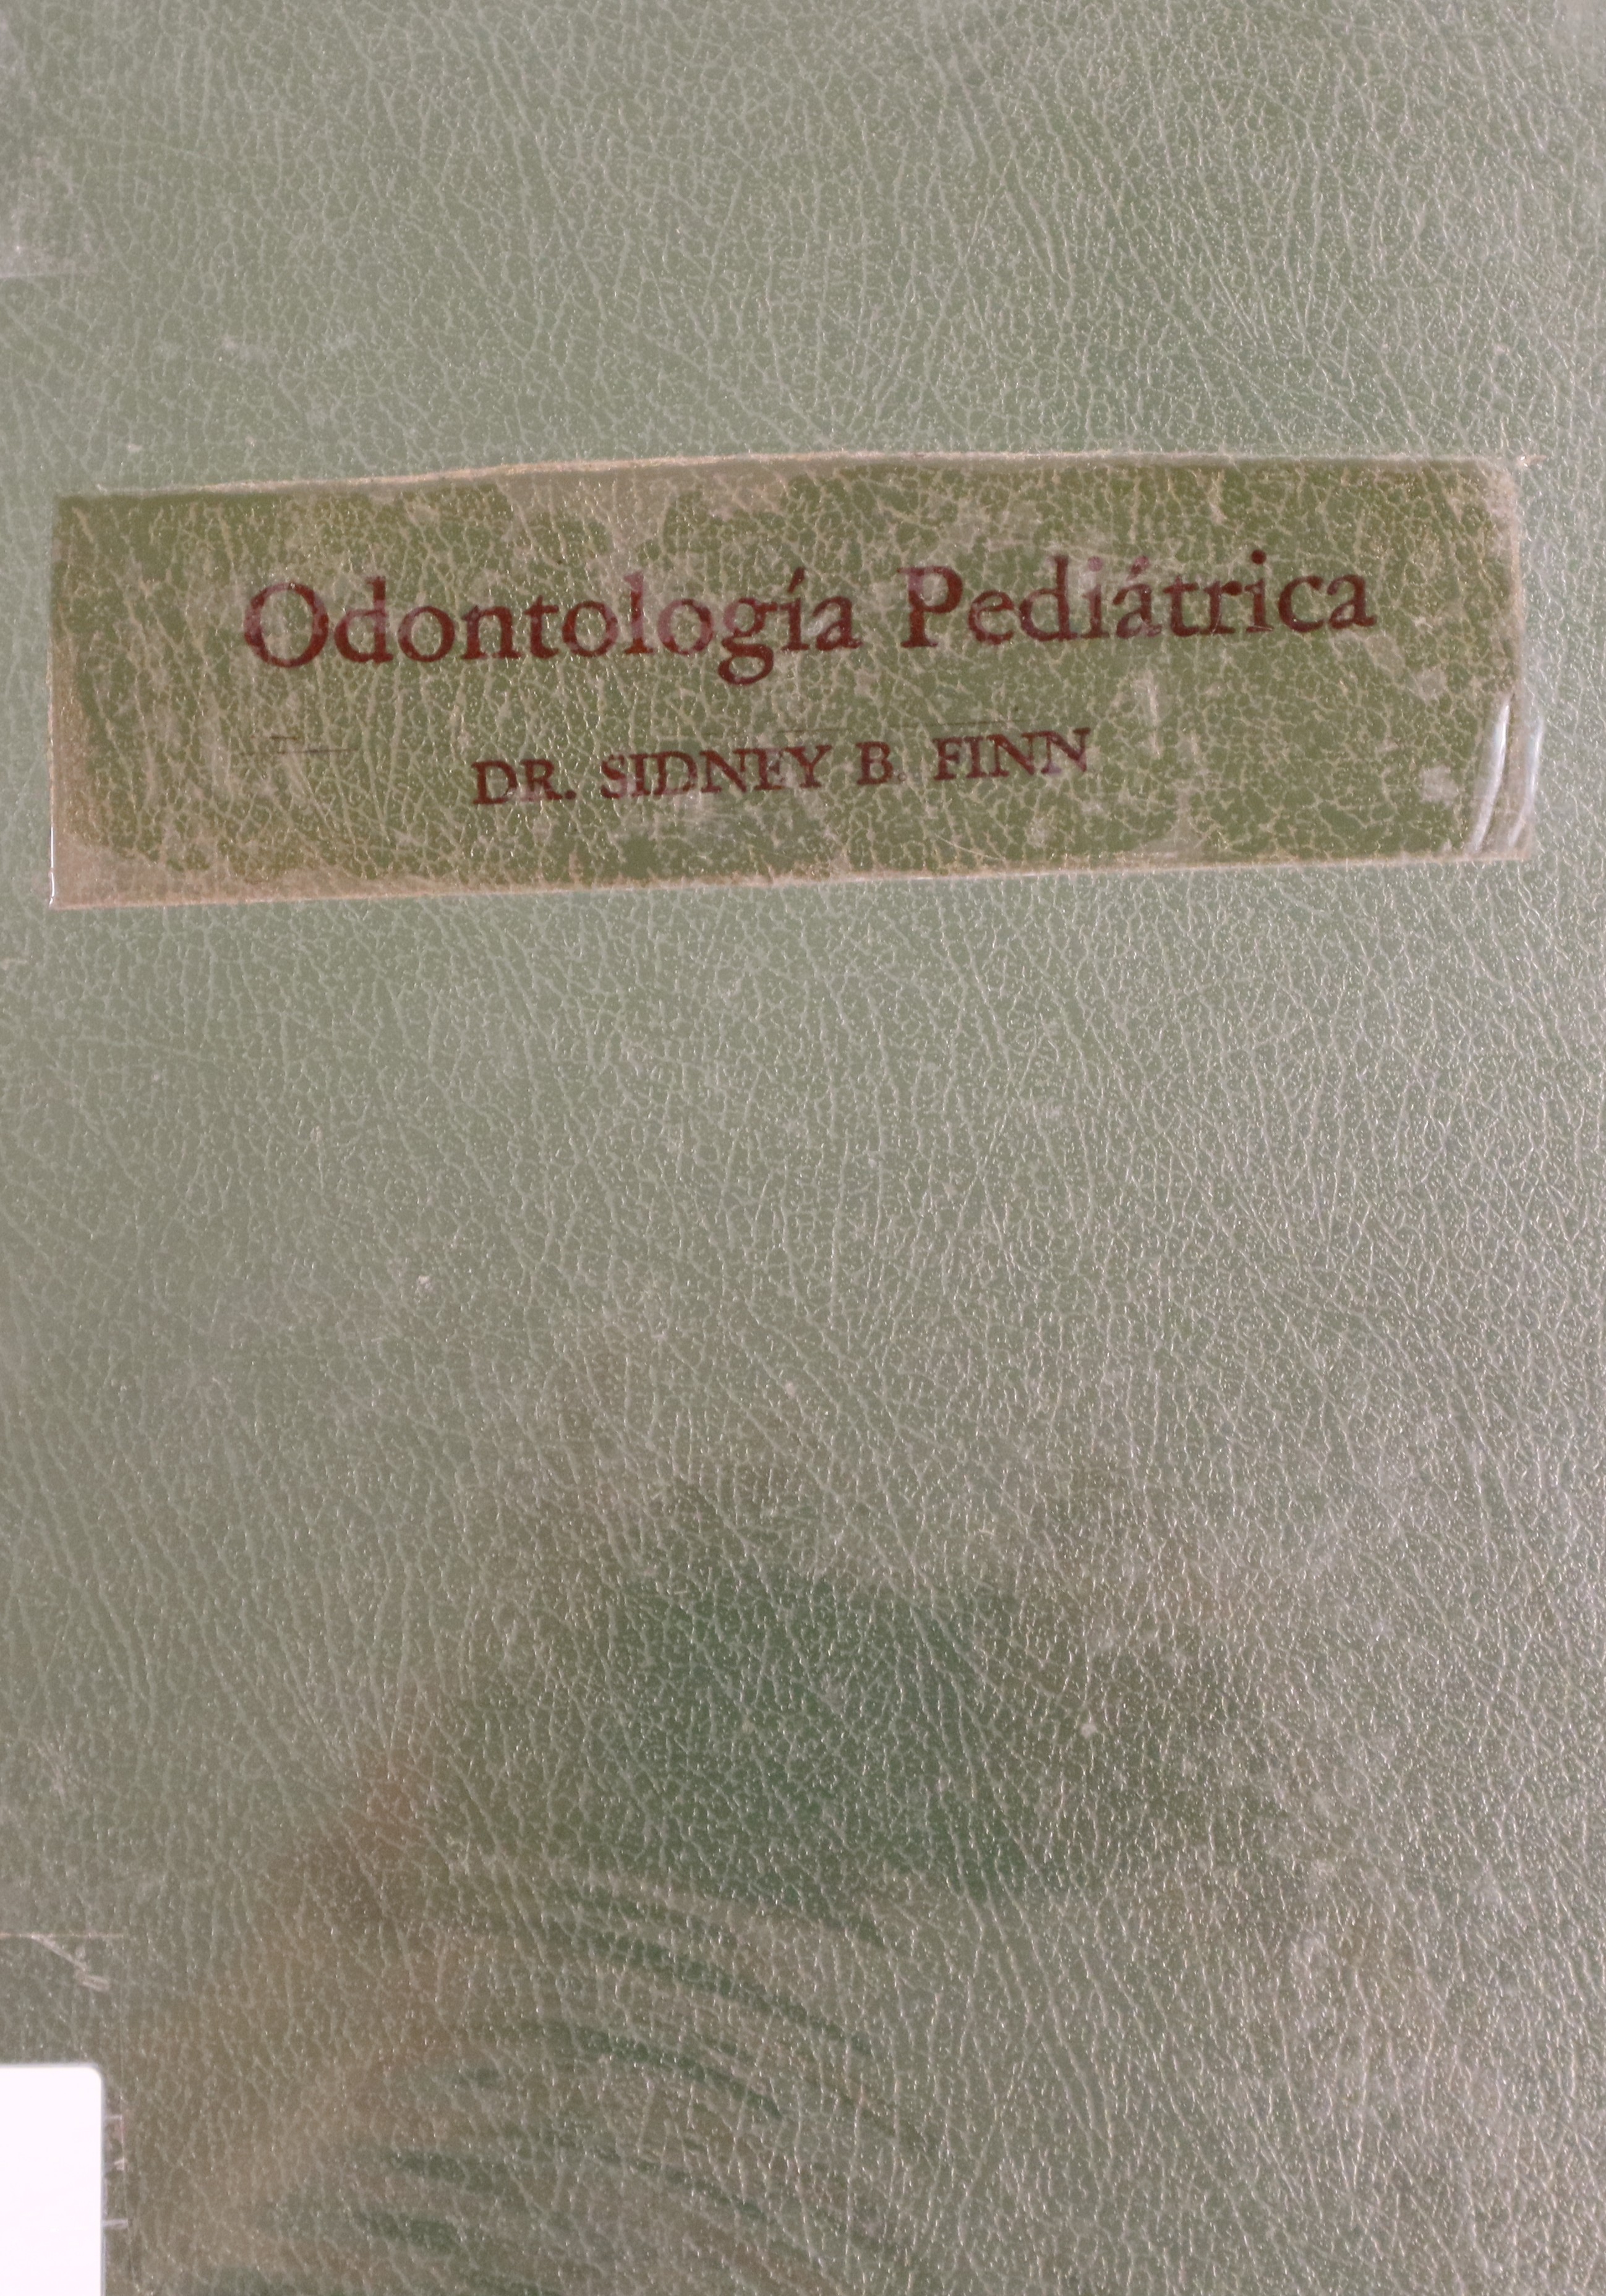 Odontología Pediátrica
DR. SIDNEY B. FINN